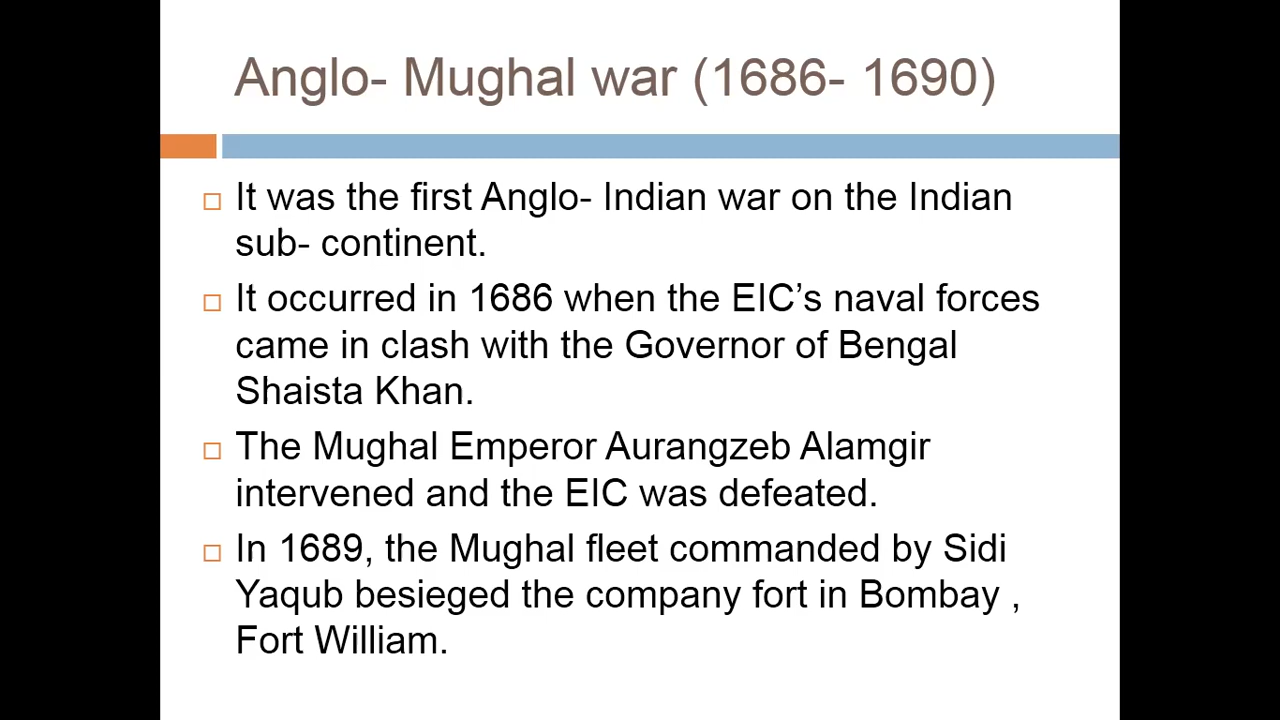 Anglo- Mughal war (1686- 1690)
It was the first Anglo- Indian war on the Indian
sub- continent.
It occurred in 1686 when the EIC’s naval forces
came in clash with the Governor of Bengal
Shaista Khan.
The Mughal Emperor Aurangzeb Alamgir
intervened and the EIC was defeated.
In 1689, the Mughal fleet commanded by Sidi
Yaqub besieged the company fort in Bombay ,
Fort William.